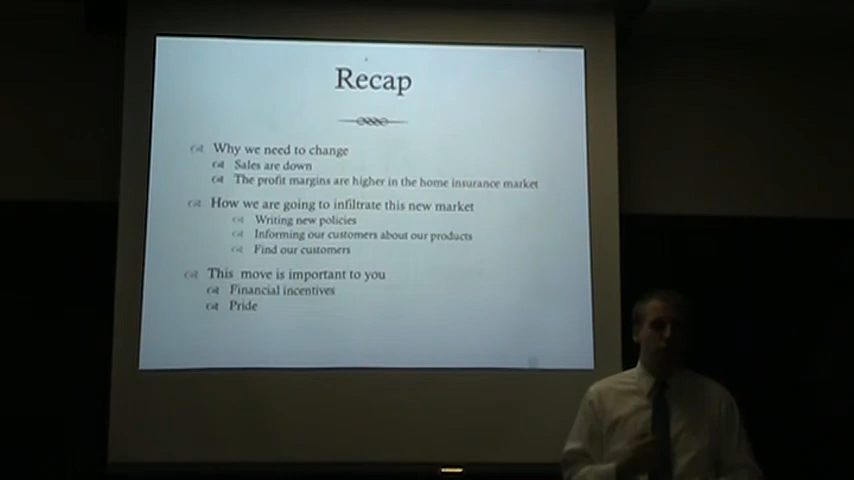 Recap
Why we need to change
Sales are down
The profit margins are higher in the home insurance market
How we are going to infiltrate this new market
Writing new policies
Informing our customers about our products
Find our customers
This move is important to you
Financial incentives
Pride